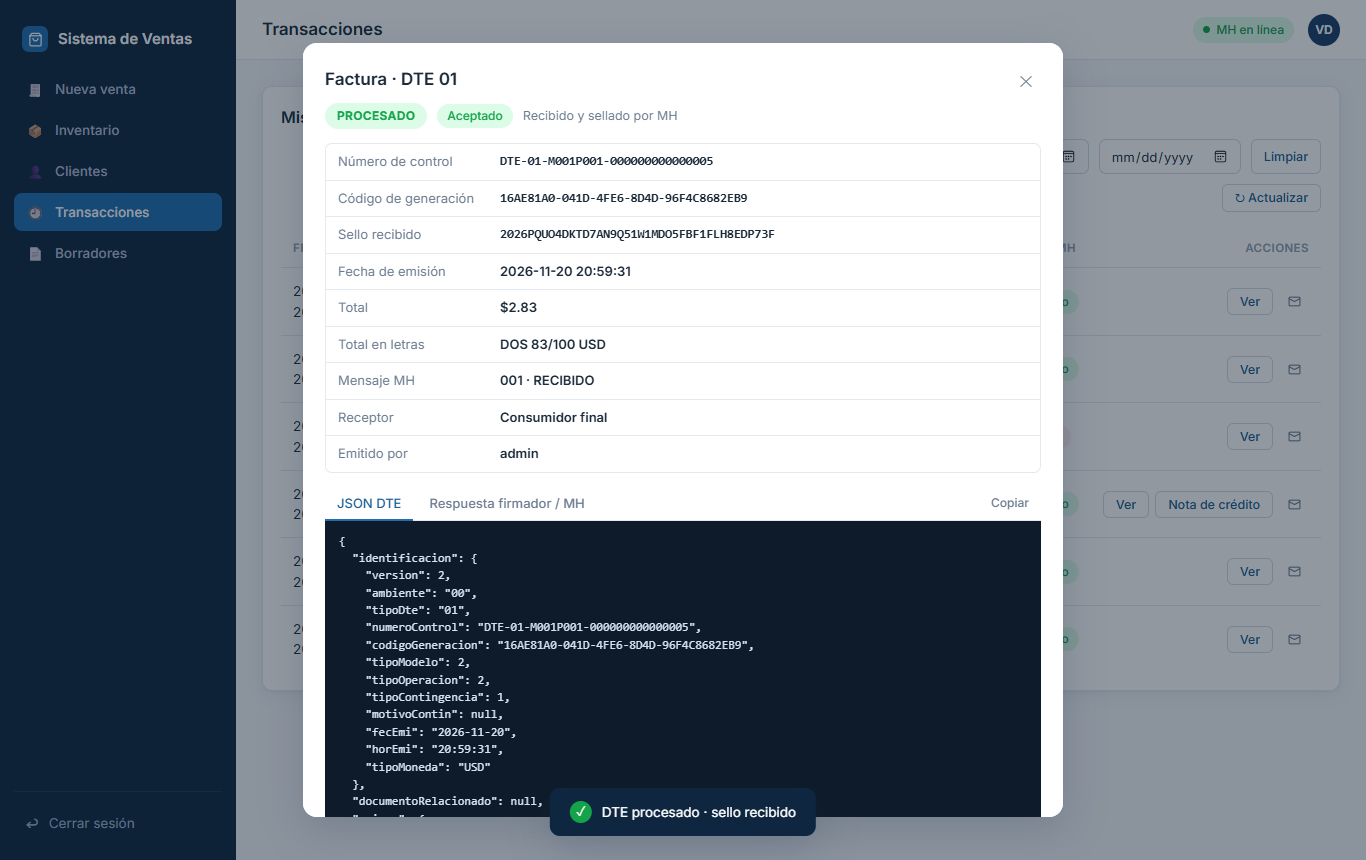 Sistema de Ventas
Nueva venta
Inventario
Clientes
Transacciones
Borradores
Cerrar sesión
Transacciones
MH en línea
VD
mm/dd/yyyy
Limpiar
Actualizar
ACCIONES
Ver
Ver
Ver
Ver Nota de crédito
Ver
Ver
Factura · DTE 01
PROCESADO Aceptado Recibido y sellado por MH
Número de control DTE-01-M001P001-000000000000005
Código de generación 16AE81A0-041D-4FE6-8D4D-96F4C8682EB9
Sello recibido 2026PQUO4DKTD7AN9Q51W1MDO5FBF1FLH8EDP73F
Fecha de emisión 2026-11-20 20:59:31
Total $2.83
Total en letras DOS 83/100 USD
Mensaje MH 001 · RECIBIDO
Receptor Consumidor final
Emitido por admin
JSON DTE Respuesta firmador / MH Copiar
{
"identificacion": {
"version": 2,
"ambiente": "00",
"tipoDte": "01",
"numeroControl": "DTE-01-M001P001-000000000000005",
"codigoGeneracion": "16AE81A0-041D-4FE6-8D4D-96F4C8682EB9",
"tipoModelo": 2,
"tipoOperacion": 2,
"tipoContingencia": 1,
"motivoContin": null,
"fecEmi": "2026-11-20",
"horEmi": "20:59:31",
"tipoMoneda": "USD"
},
"documentoRelacionado": null,
DTE procesado · sello recibido